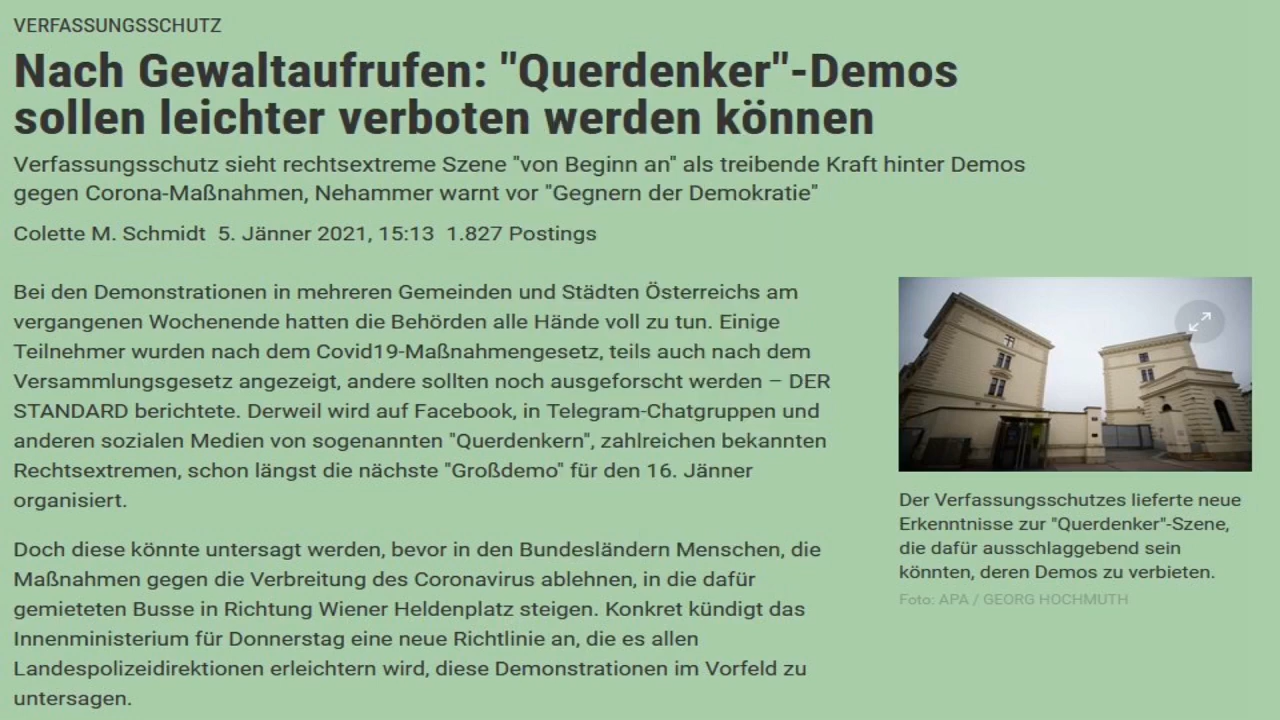 VERFASSUNGSSCHUTZ
Nach Gewaltaufrufen: "Querdenker"-Demos
sollen leichter verboten werden können
Verfassungsschutz sieht rechtsextreme Szene "von Beginn an" als treibende Kraft hinter Demos
gegen Corona-Maßnahmen, Nehammer warnt vor "Gegnern der Demokratie"
Colette M. Schmidt 5. Jänner 2021, 15:13 1.827 Postings
Bei den Demonstrationen in mehreren Gemeinden und Städten Österreichs am
vergangenen Wochenende hatten die Behörden alle Hände voll zu tun. Einige
Teilnehmer wurden nach dem Covid19-Maßnahmengesetz, teils auch nach dem
Versammlungsgesetz angezeigt, andere sollten noch ausgeforscht werden – DER
STANDARD berichtete. Derweil wird auf Facebook, in Telegram-Chatgruppen und
anderen sozialen Medien von sogenannten "Querdenkern", zahlreichen bekannten
Rechtsextremen, schon längst die nächste "Großdemo" für den 16. Jänner
organisiert.
Doch diese könnte untersagt werden, bevor in den Bundesländern Menschen, die
Maßnahmen gegen die Verbreitung des Coronavirus ablehnen, in die dafür
gemieteten Busse in Richtung Wiener Heldenplatz steigen. Konkret kündigt das
Innenministerium für Donnerstag eine neue Richtlinie an, die es allen
Landespolizeidirektionen erleichtern wird, diese Demonstrationen im Vorfeld zu
untersagen.
Der Verfassungsschutzes lieferte neue
Erkenntnisse zur "Querdenker"-Szene,
die dafür ausschlaggebend sein
könnten, deren Demos zu verbieten.
Foto: APA / GEORG HOCHMUTH